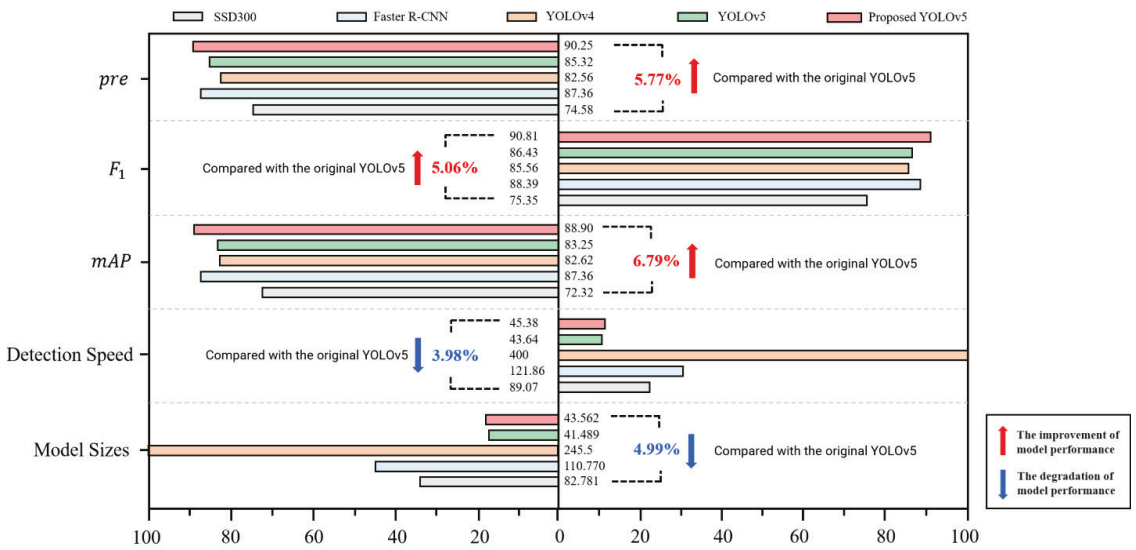 SSD300 Faster R-CNN YOLOv4 YOLOv5 Proposed YOLOv5
pre
90.25
85.32
82.56
87.36
74.58
5.77% Compared with the original YOLOv5
F1
Compared with the original YOLOv5 5.06%
90.81
86.43
85.56
88.39
75.35
mAP
88.90
83.25
82.62
87.36
72.32
6.79% Compared with the original YOLOv5
Detection Speed
Compared with the original YOLOv5 3.98%
45.38
43.64
400
121.86
89.07
Model Sizes
43.562
41.489
245.5
110.770
82.781
4.99% Compared with the original YOLOv5
The improvement of
model performance
The degradation of
model performance
100 80 60 40 20 0 20 40 60 80 100